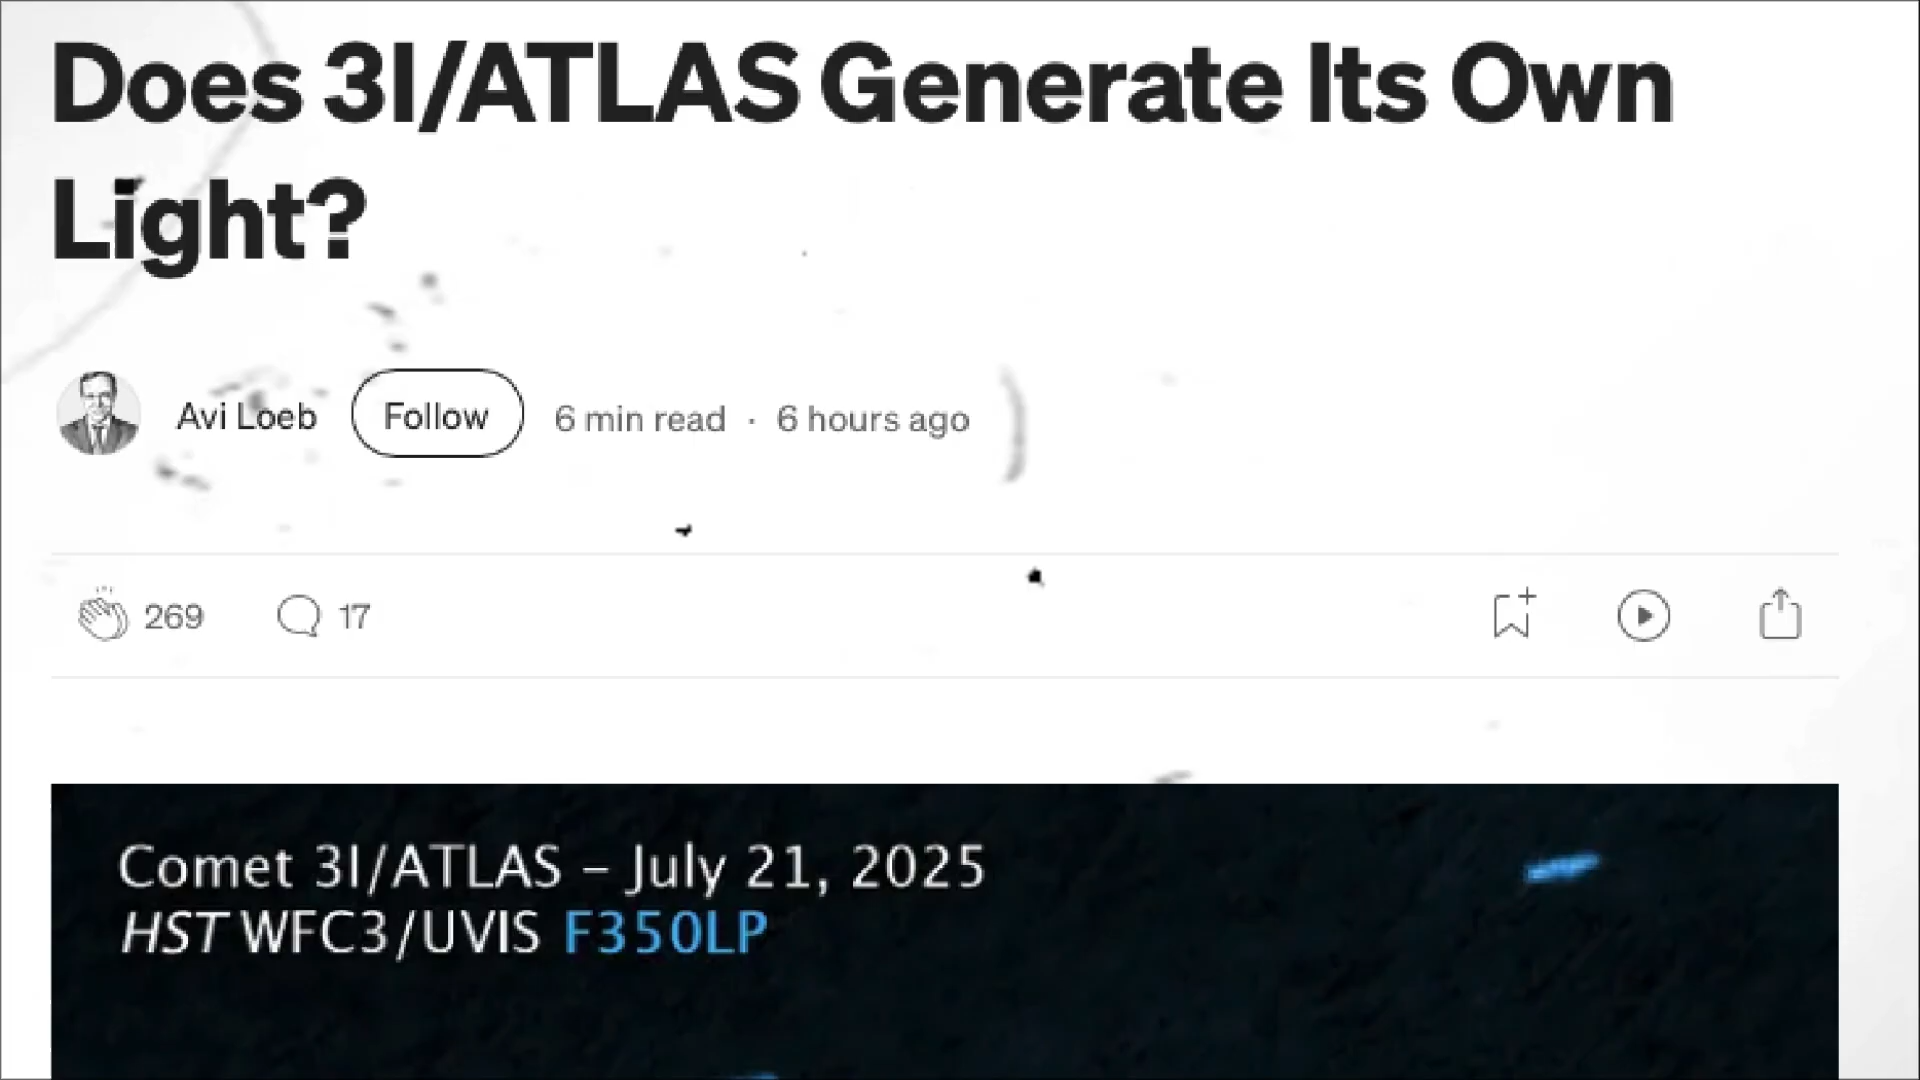 Does 3I/ATLAS Generate Its Own
Light?
Avi Loeb Follow 6 min read · 6 hours ago
269 17
Comet 3I/ATLAS – July 21, 2025
HST WFC3/UVIS F350LP